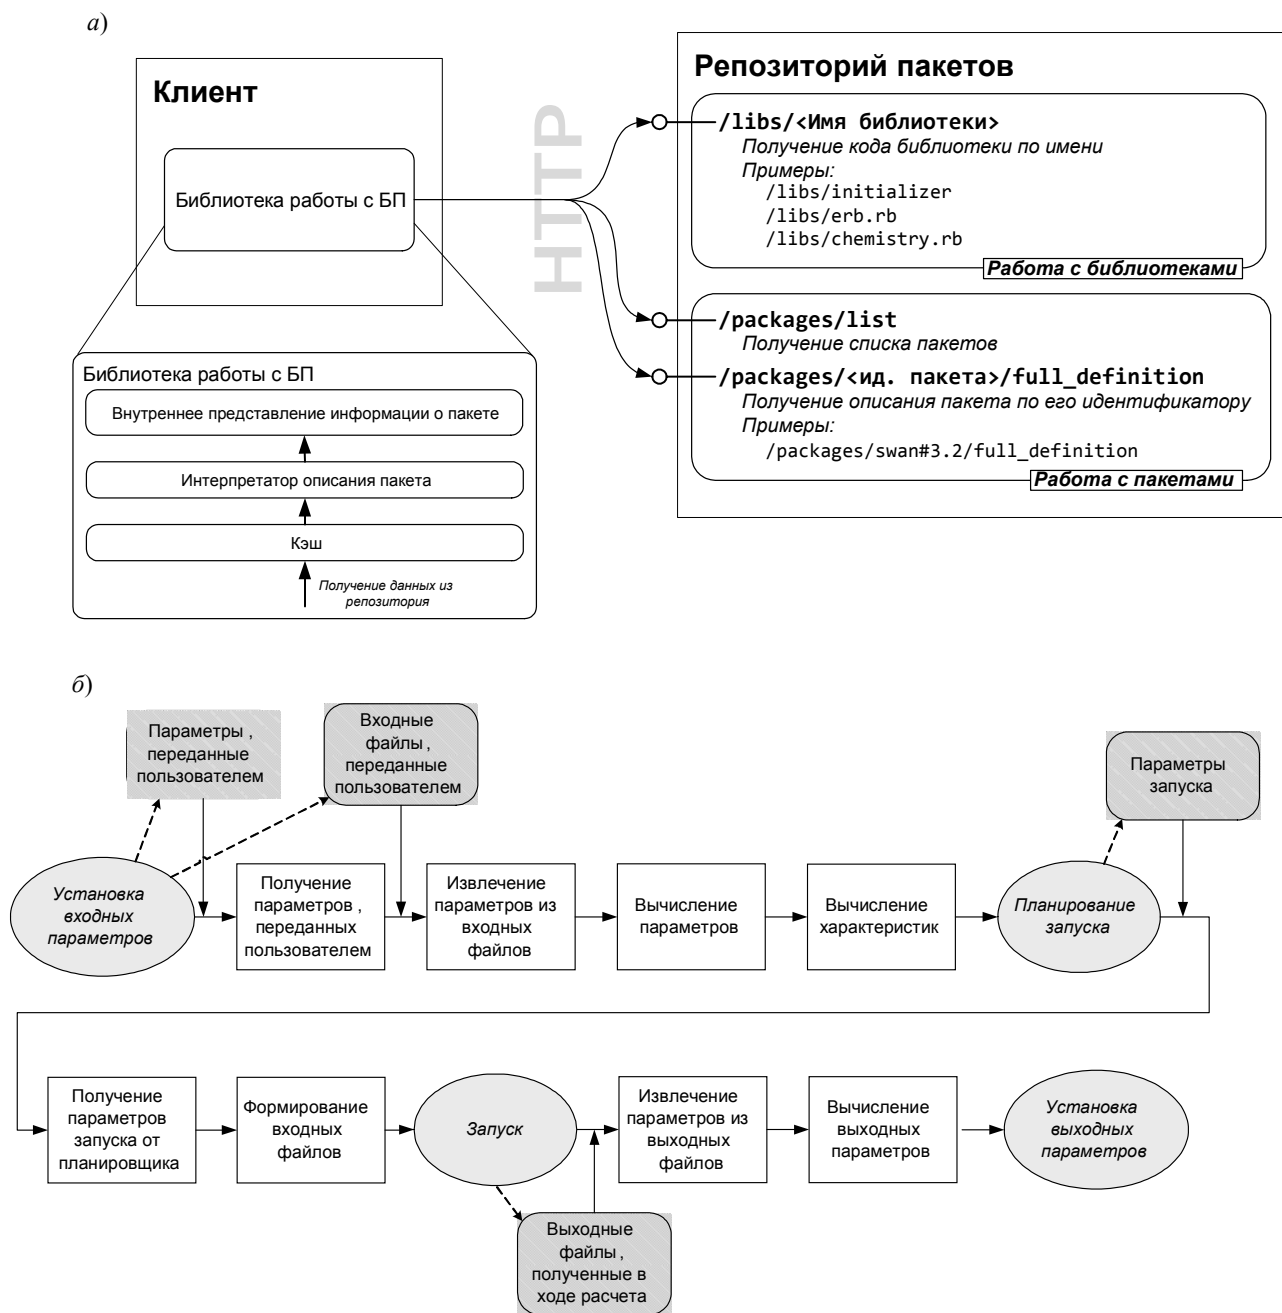 а)
Клиент
Библиотека работы с БП
HTTP
Репозиторий пакетов
/libs/<Имя библиотеки>
Получение кода библиотеки по имени
Примеры:
/libs/initializer
/libs/erb.rb
/libs/chemistry.rb
Работа с библиотеками
/packages/list
Получение списка пакетов
/packages/<ид. пакета>/full_definition
Получение описания пакета по его идентификатору
Примеры:
/packages/swan#3.2/full_definition
Работа с пакетами
Библиотека работы с БП
Внутреннее представление информации о пакете
Интерпретатор описания пакета
Кэш
Получение данных из
репозитория
б)
Параметры ,
переданные
пользователем
Входные
файлы ,
переданные
пользователем
Параметры
запуска
Установка
входных
параметров
Получение
параметров ,
переданных
пользователем
Извлечение
параметров из
входных
файлов
Вычисление
параметров
Вычисление
характеристик
Планирование
запуска
Получение
параметров
запуска от
планировщика
Формирование
входных
файлов
Запуск
Извлечение
параметров из
выходных
файлов
Вычисление
выходных
параметров
Установка
выходных
параметров
Выходные
файлы ,
полученные в
ходе расчета